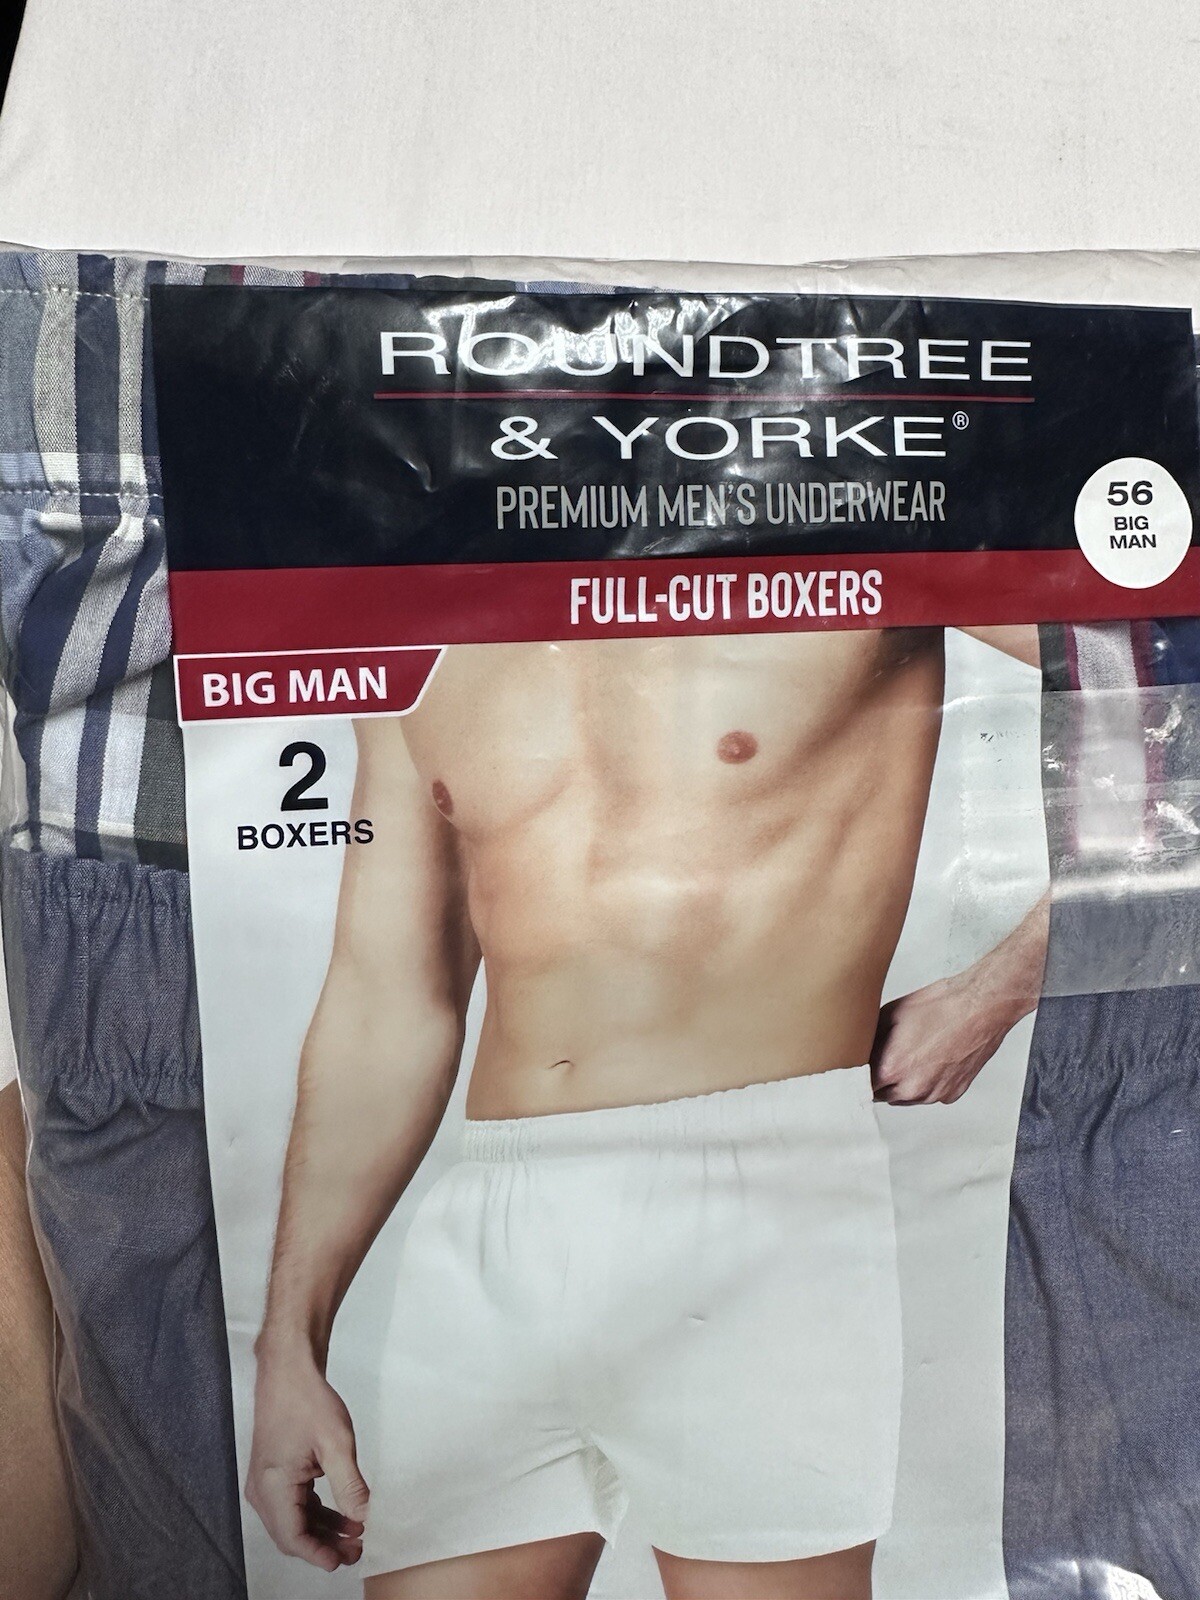 ROUNDTREE
& YORKE®
PREMIUM MEN'S UNDERWEAR
56
BIG
MAN
FULL-CUT BOXERS
BIG MAN
2
BOXERS